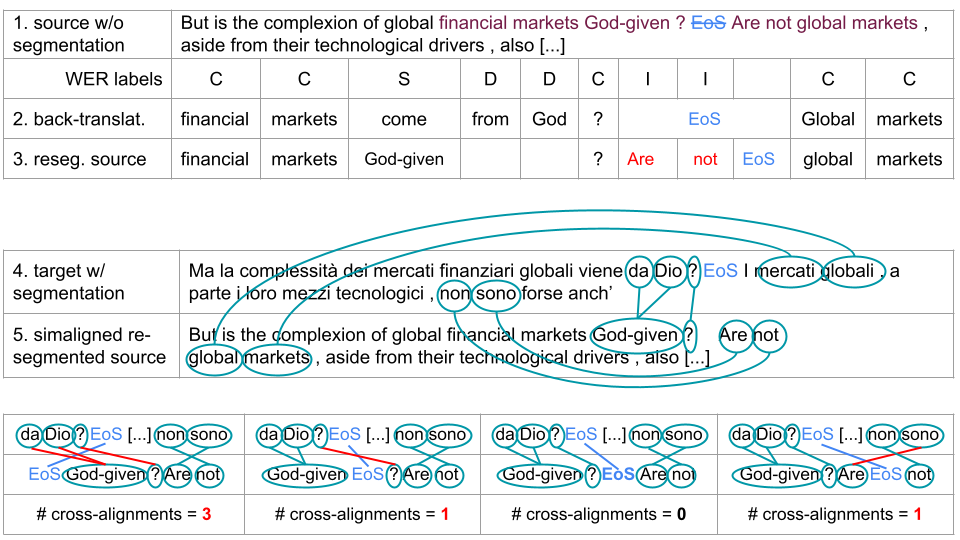 1. source w/o segmentation
But is the complexion of global financial markets God-given ? EoS Are not global markets ,
aside from their technological drivers , also [...]
WER labels C C S D D C I I C C
2. back-translat. financial markets come from God ? EoS Global markets
3. reseg. source financial markets God-given ? Are not EoS global markets
4. target w/ segmentation
Ma la complessità dei mercati finanziari globali viene da Dio ? EoS I mercati globali , a
parte i loro mezzi tecnologici , non sono forse anch’
5. simaligned re-segmented source
But is the complexion of global financial markets God-given ? Are not
global markets , aside from their technological drivers , also [...]
da Dio ? EoS [...] non sono
EoS God-given ? Are not
# cross-alignments = 3
da Dio ? EoS [...] non sono
God-given EoS ? Are not
# cross-alignments = 1
da Dio ? EoS [...] non sono
God-given ? EoS Are not
# cross-alignments = 0
da Dio ? EoS [...] non sono
God-given ? Are EoS not
# cross-alignments = 1